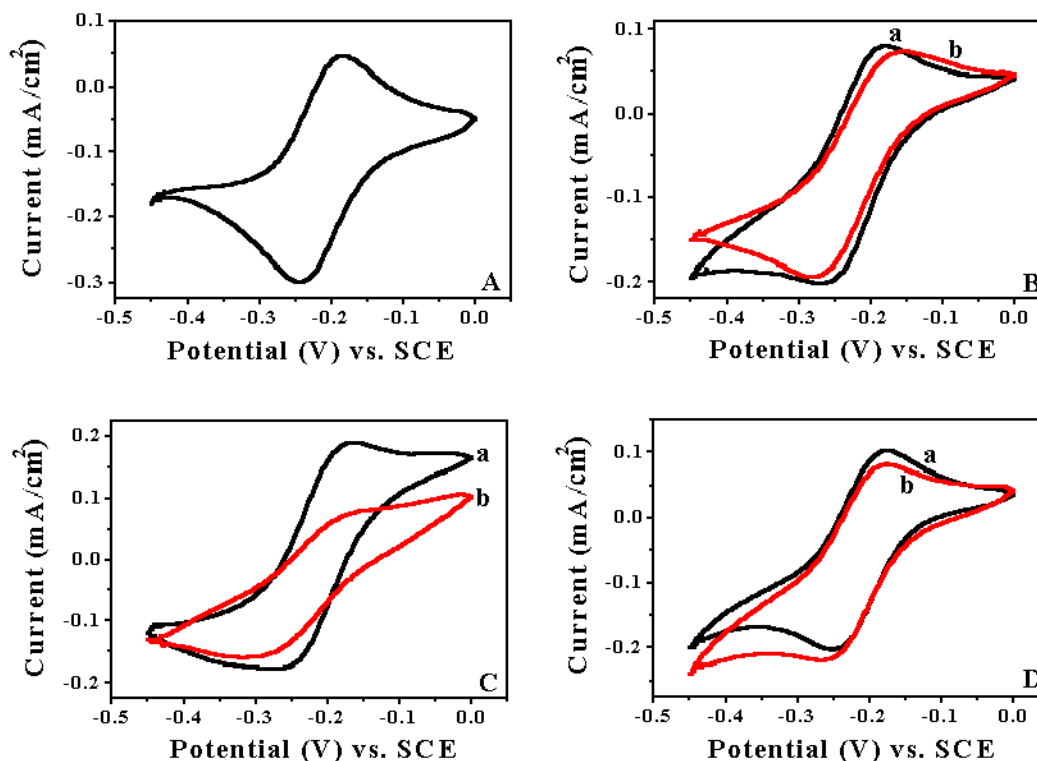 0.1
0.0
-0.1
-0.2
-0.3
Current (mA/cm²)
A
-0.5 -0.4 -0.3 -0.2 -0.1 0.0
Potential (V) vs. SCE
0.1
0.0
-0.1
-0.2
Current (mA/cm²)
a
b
B
-0.5 -0.4 -0.3 -0.2 -0.1 0.0
Potential (V) vs. SCE
0.2
0.1
0.0
-0.1
-0.2
Current (mA/cm²)
a
b
C
-0.5 -0.4 -0.3 -0.2 -0.1 0.0
Potential (V) vs. SCE
0.1
0.0
-0.1
-0.2
Current (mA/cm²)
a
b
D
-0.5 -0.4 -0.3 -0.2 -0.1 0.0
Potential (V) vs. SCE